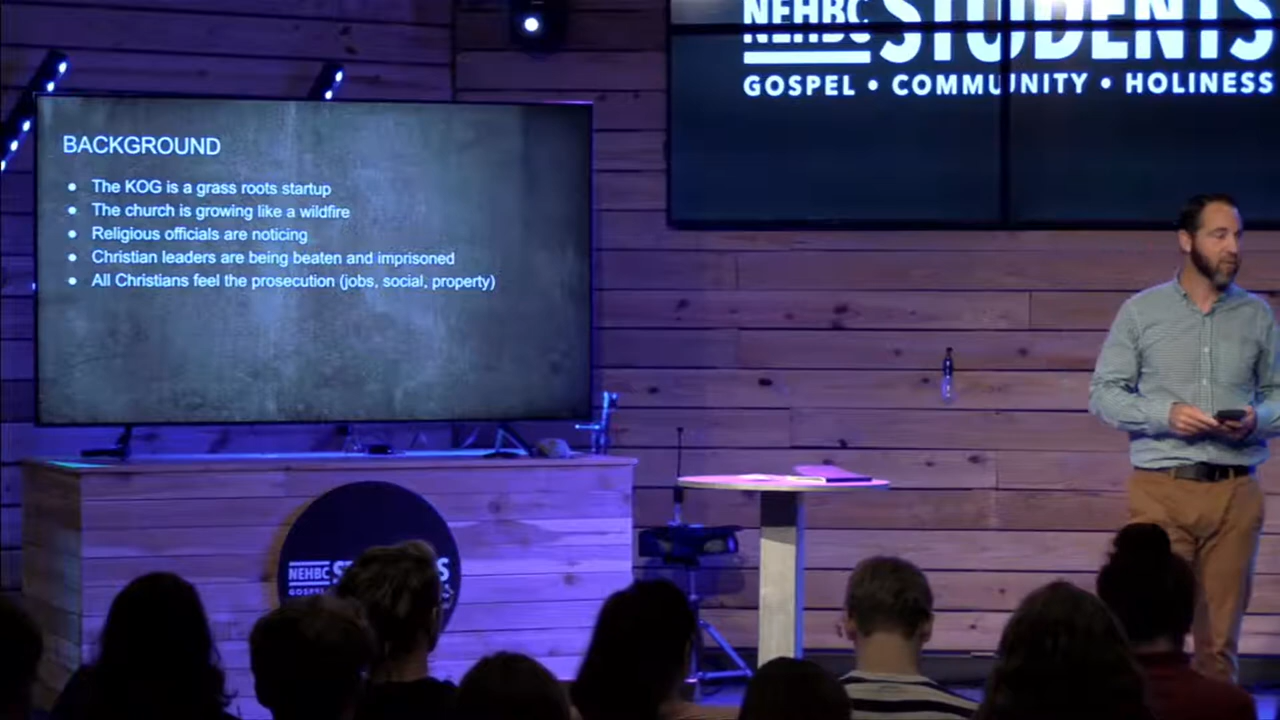 BACKGROUND
• The KOG is a grass roots startup
• The church is growing like a wildfire
• Religious officials are noticing
• Christian leaders are being beaten and imprisoned
• All Christians feel the prosecution (jobs, social, property)
NEHBC STUDENTS
GOSPEL • COMMUNITY • HOLINESS
NEHBC